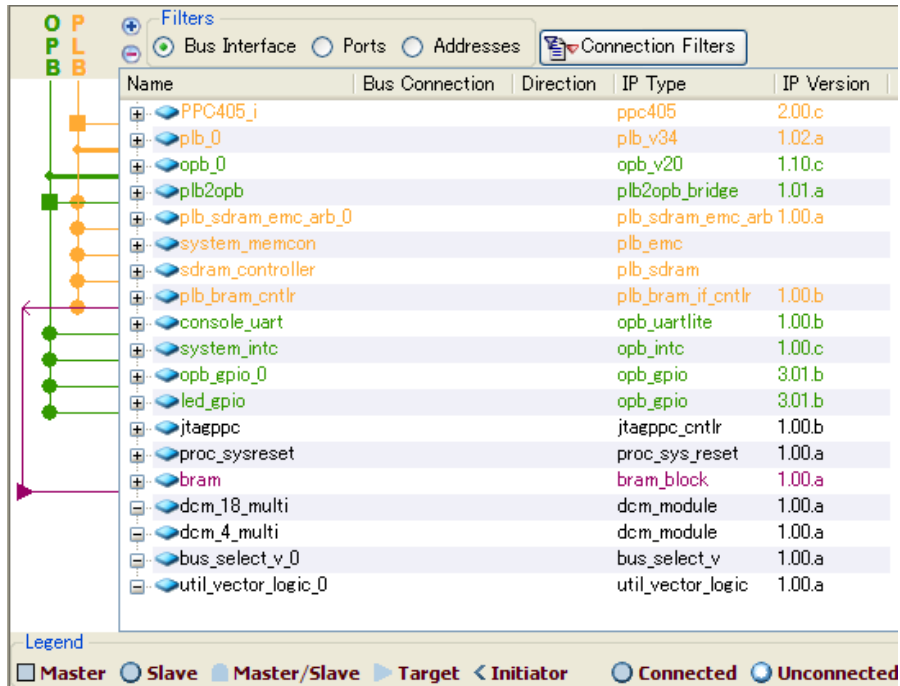 OPB PLB
Filters
Bus Interface Ports Addresses Connection Filters
Name Bus Connection Direction IP Type IP Version
PPC405_i ppc405 2.00.c
plb_0 plb_v34 1.02.a
opb_0 opb_v20 1.10.c
plb2opb plb2opb_bridge 1.01.a
plb_sdram_emc_arb_0 plb_sdram_emc_arb 1.00.a
system_memcon plb_emc
sdram_controller plb_sdram
plb_bram_cntlr plb_bram_if_cntlr 1.00.b
console_uart opb_uartlite 1.00.b
system_intc opb_intc 1.00.c
opb_gpio_0 opb_gpio 3.01.b
led_gpio opb_gpio 3.01.b
jtagppc jtagppc_cntlr 1.00.b
proc_sysreset proc_sys_reset 1.00.a
bram bram_block 1.00.a
dcm_18_multi dcm_module 1.00.a
dcm_4_multi dcm_module 1.00.a
bus_select_v_0 bus_select_v 1.00.a
util_vector_logic_0 util_vector_logic 1.00.a
Legend
Master Slave Master/Slave Target Initiator Connected Unconnected